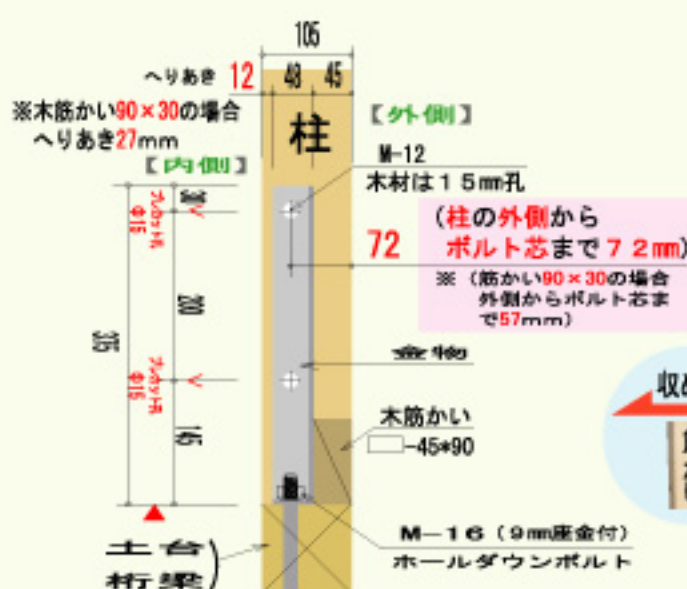 105
へりあき 12 48 45
※木筋かい90×30の場合
へりあき27mm
【外側】
【内側】
柱
M-12
木材は15mm孔
(柱の外側から
ボルト芯まで72mm)
72
※(筋かい90×30の場合
外側からボルト芯ま
で57mm)
30
Φ15
200
335
金物
収め
木筋かい
□-45*90
Φ15
145
M-16(9mm座金付)
ホールダウンボルト
土台
桁梁